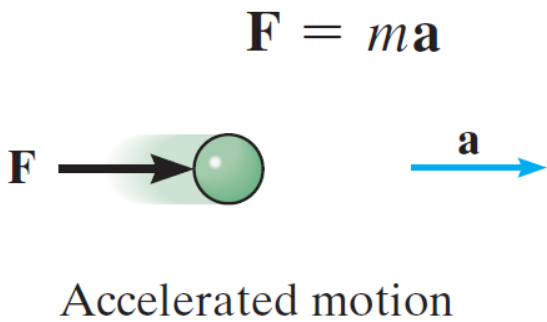 F = ma
F
a
Accelerated motion